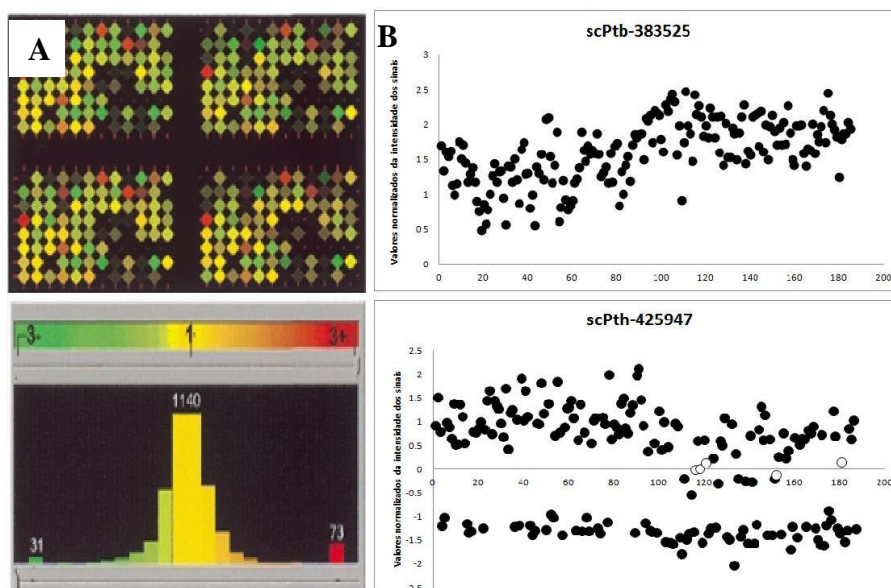 A
3- 1 3+
1140
31
73
B
scPtb-383525
Valores normalizados da intensidade dos sinais
3
2.5
2
1.5
1
0.5
0
0 20 40 60 80 100 120 140 160 180 200
scPth-425947
Valores normalizados da intensidade dos sinais
2.5
2
1.5
1
0.5
0
0 20 40 60 80 100 120 140 160 180 200
-0.5
-1
-1.5
-2
-2.5